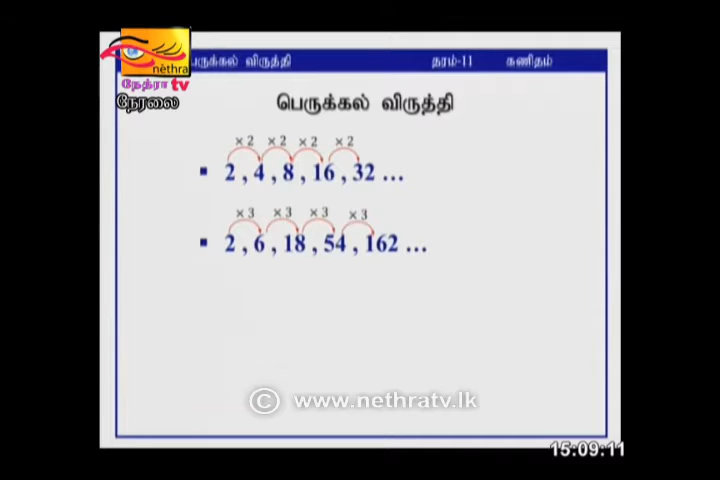 பெருக்கல் விருத்தி தரம்-11 கணிதம்
nethra
நேத்ரா tv
நேரலை
பெருக்கல் விருத்தி
×2 ×2 ×2 ×2
▪ 2 , 4 , 8 , 16 , 32 ...
×3 ×3 ×3 ×3
▪ 2 , 6 , 18 , 54 , 162 ...
© www.nethratv.lk
15:09:11